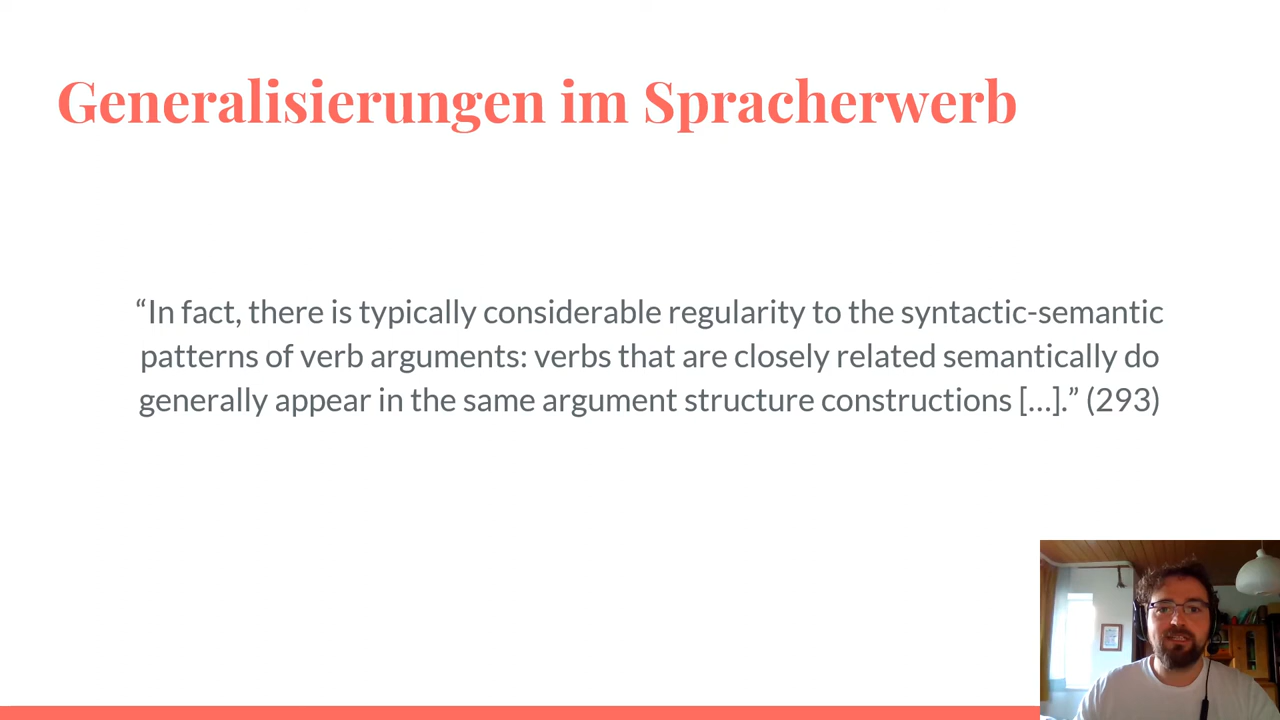 Generalisierungen im Spracherwerb
“In fact, there is typically considerable regularity to the syntactic-semantic
patterns of verb arguments: verbs that are closely related semantically do
generally appear in the same argument structure constructions [...].” (293)